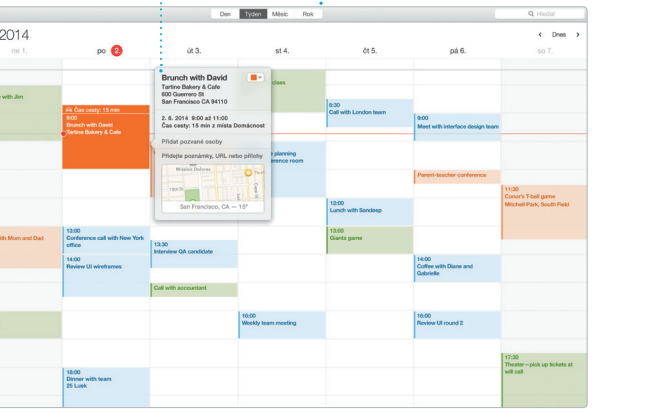 Den Týden Měsíc Rok
Hledat
2014
Dnes
ne 1.
po 2.
út 3.
st 4.
čt 5.
pá 6.
so 7.
with Jim
Čas cesty: 15 min
9:00
Brunch with David
Tartine Bakery & Cafe
13:00
Conference call with New York
office
14:00
Review UI wireframes
18:00
Dinner with team
25 Lusk
with Mom and Dad
Brunch with David
Tartine Bakery & Cafe
600 Guerrero St
San Francisco CA 94110
2. 6. 2014 9:00 až 11:00
Čas cesty: 15 min z místa Domácnost
Přidat pozvané osoby
Přidejte poznámky, URL nebo přílohy
Mission Dolores
San Francisco, CA — 15°
13:30
Interview QA candidate
Call with accountant
class
planning
erence room
16:00
Weekly team meeting
8:30
Call with London team
12:00
Lunch with Sandeep
13:00
Giants game
9:00
Meet with interface design team
Parent-teacher conference
14:00
Coffee with Diane and
Gabrielle
16:00
Review UI round 2
11:30
Conor's T-ball game
Mitchell Park, South Field
17:30
Theater—pick up tickets at
will call